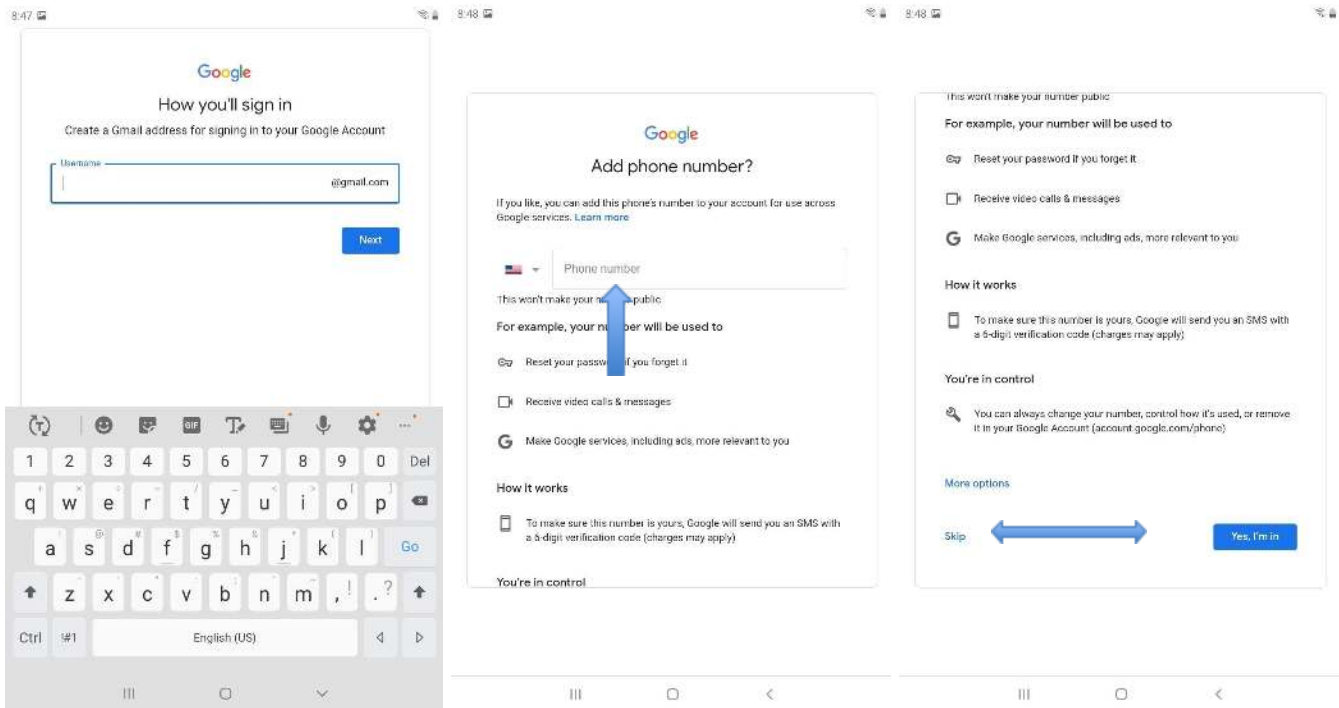 8:47
Google
How you'll sign in
Create a Gmail address for signing in to your Google Account
Username
@gmail.com
Next
GIF
1 2 3 4 5 6 7 8 9 0 Del
q w e r t y u i o p
a s d f g h j k l Go
z x c v b n m , ! . ?
Ctrl !#1 English (US)
8:48
Google
Add phone number?
If you like, you can add this phone's number to your account for use across
Google services. Learn more
Phone number
This won't make your public
For example, your will be used to
Reset your if you forget it
Receive video calls & messages
Make Google services, including ads, more relevant to you
How it works
To make sure this number is yours, Google will send you an SMS with
a 6-digit verification code (charges may apply)
You're in control
8:48
This won't make your number public
For example, your number will be used to
Reset your password if you forget it
Receive video calls & messages
Make Google services, including ads, more relevant to you
How it works
To make sure this number is yours, Google will send you an SMS with
a 6-digit verification code (charges may apply)
You're in control
You can always change your number, control how it's used, or remove
it in your Google Account (account.google.com/phone)
More options
Skip
Yes, I'm in